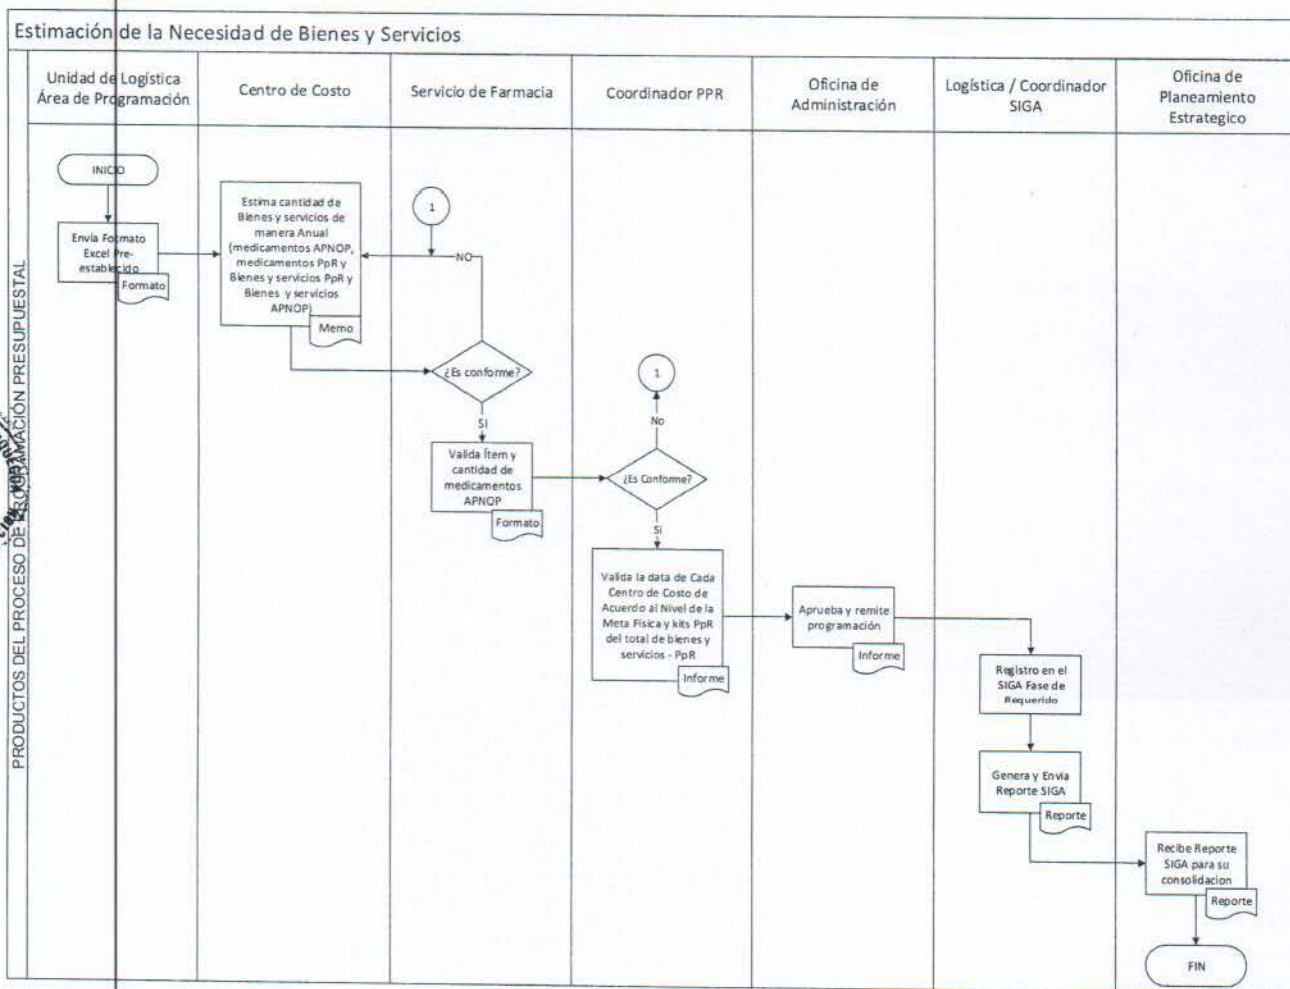 Estimación de la Necesidad de Bienes y Servicios
PRODUCTOS DEL PROCESO DE PROGRAMACIÓN PRESUPUESTAL
Unidad de Logística
Área de Programación
Centro de Costo
Servicio de Farmacia
Coordinador PPR
Oficina de
Administración
Logística / Coordinador
SIGA
Oficina de
Planeamiento
Estrategico
INICIO
Envía Formato
Excel Pre-
establecido
Formato
Estima cantidad de
Bienes y servicios de
manera Anual
(medicamentos APNOP,
medicamentos PpR y
Bienes y servicios PpR y
Bienes y servicios
APNOP)
Memo
1
NO
¿Es conforme?
SI
Valida Ítem y
cantidad de
medicamentos
APNOP
Formato
1
No
¿Es Conforme?
Si
Valida la data de Cada
Centro de Costo de
Acuerdo al Nivel de la
Meta Física y kits PpR
del total de bienes y
servicios - PpR
Informe
Aprueba y remite
programación
Informe
Registro en el
SIGA Fase de
Requerido
Genera y Envia
Reporte SIGA
Reporte
Recibe Reporte
SIGA para su
consolidacion
Reporte
FIN